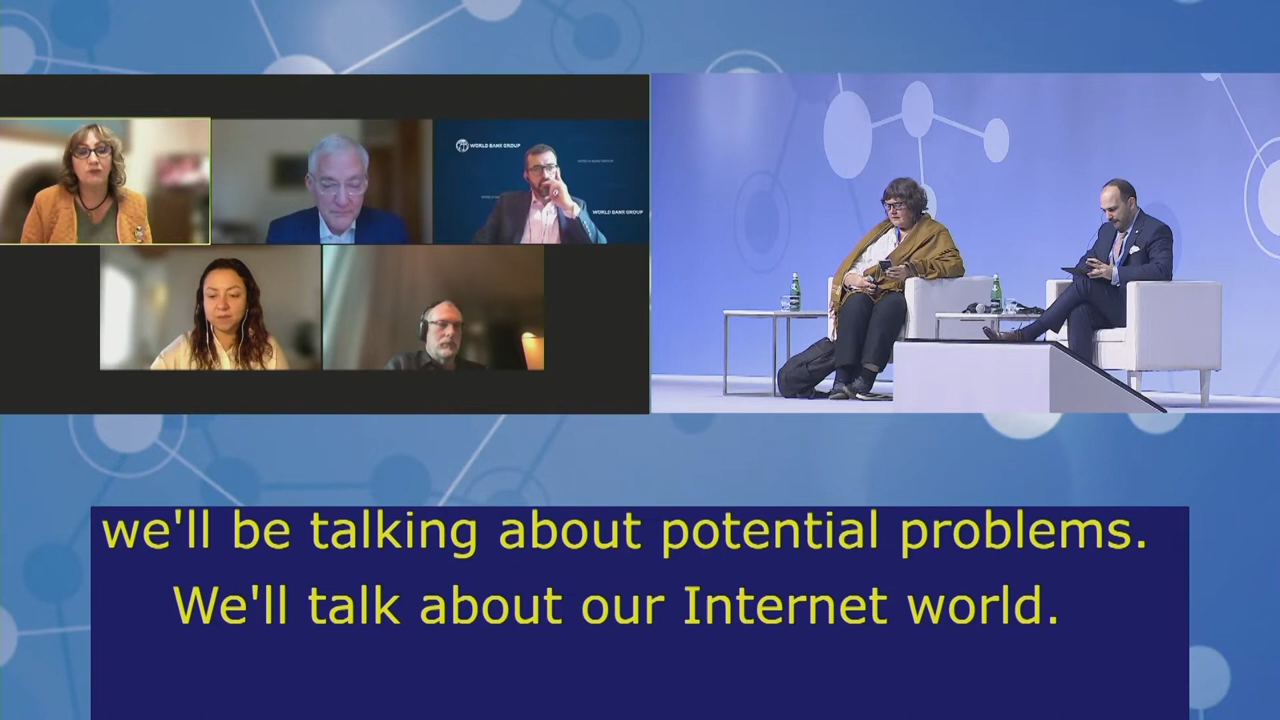 WORLD BANK GROUP
WORLD BANK GROUP
we'll be talking about potential problems.
We'll talk about our Internet world.